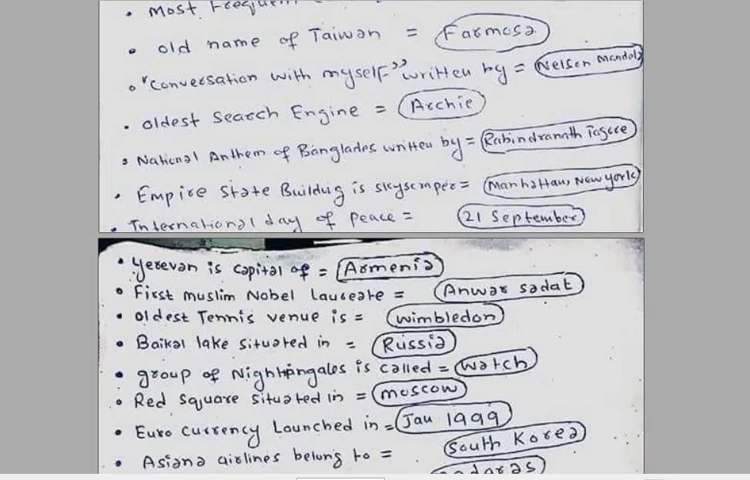 • Most Frequen
• old name of Taiwan = Farmosa
• "Conversation with myself" written by = Nelson Mandela
• oldest Search Engine = Archie
• National Anthem of Banglades written by = Rabindranath Tagore
• Empire State Building is skyscraper = Manhattan, New York
• International day of peace = 21 September
• Yerevan is capital of = Armenia
• First muslim Nobel Laureate = Anwar sadat
• Oldest Tennis venue is = Wimbledon
• Baikal lake situated in = Russia
• group of Nightingales is called = watch
• Red Square situated in = moscow
• Euro currency Launched in = Jan 1999
• Asiana airlines belong to = South Korea